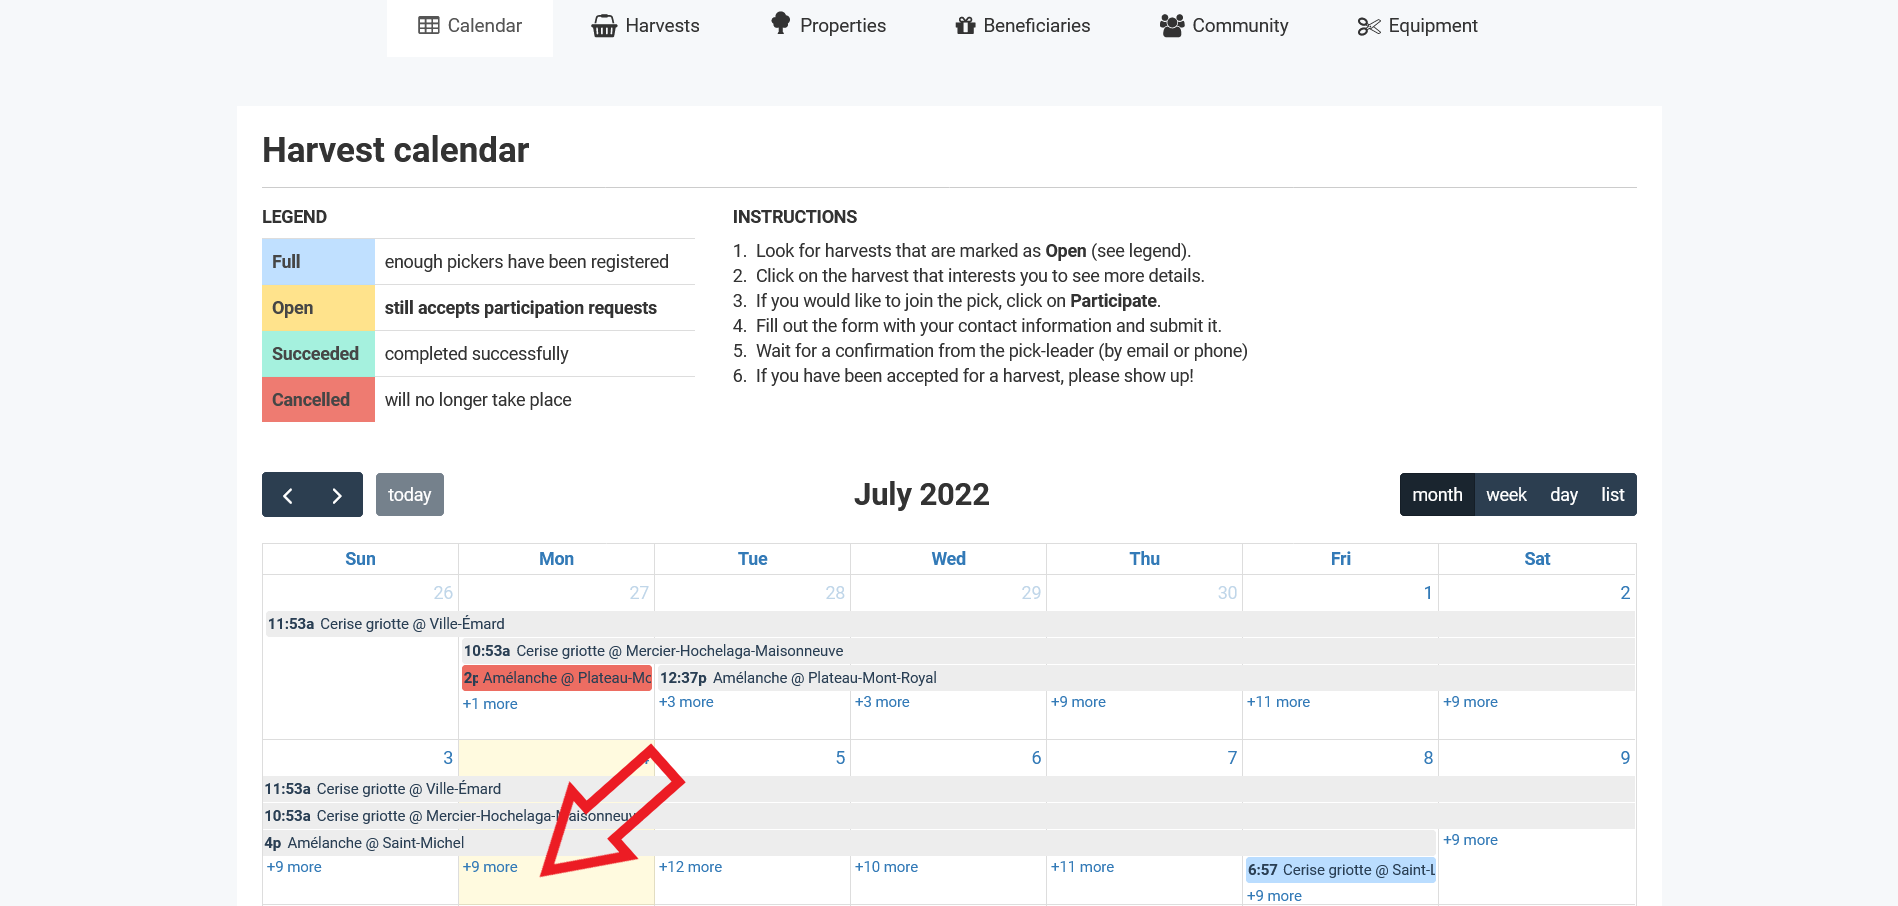 Calendar Harvests Properties Beneficiaries Community Equipment
Harvest calendar
LEGEND
Full enough pickers have been registered
Open still accepts participation requests
Succeeded completed successfully
Cancelled will no longer take place
INSTRUCTIONS
1. Look for harvests that are marked as Open (see legend).
2. Click on the harvest that interests you to see more details.
3. If you would like to join the pick, click on Participate.
4. Fill out the form with your contact information and submit it.
5. Wait for a confirmation from the pick-leader (by email or phone)
6. If you have been accepted for a harvest, please show up!
today July 2022 month week day list
Sun Mon Tue Wed Thu Fri Sat
26 27 28 29 30 1 2
11:53a Cerise griotte @ Ville-Émard
10:53a Cerise griotte @ Mercier-Hochelaga-Maisonneuve
2p Amélanche @ Plateau-Mo 12:37p Amélanche @ Plateau-Mont-Royal
+1 more +3 more +3 more +9 more +11 more +9 more
3 5 6 7 8 9
11:53a Cerise griotte @ Ville-Émard
10:53a Cerise griotte @ Mercier-Hochelaga-Maisonneuv
4p Amélanche @ Saint-Michel +9 more
+9 more +9 more +12 more +10 more +11 more 6:57 Cerise griotte @ Saint-L
+9 more